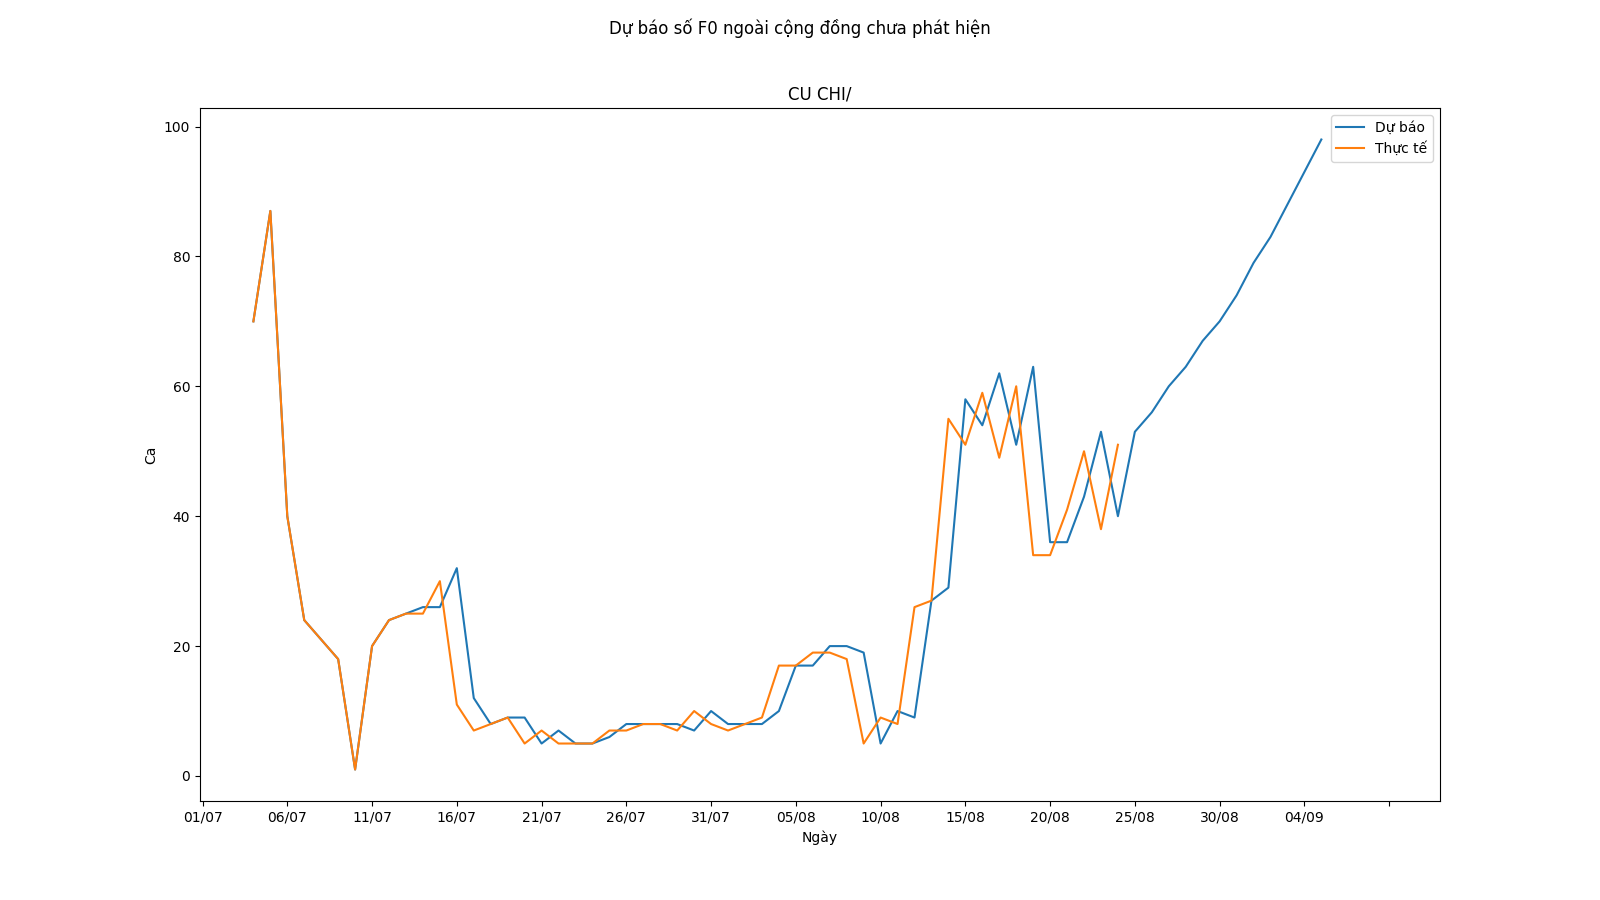 Dự báo số F0 ngoài cộng đồng chưa phát hiện
CU CHI/
100
80
60
40
20
0
Ca
Dự báo
Thực tế
01/07 06/07 11/07 16/07 21/07 26/07 31/07 05/08 10/08 15/08 20/08 25/08 30/08 04/09
Ngày